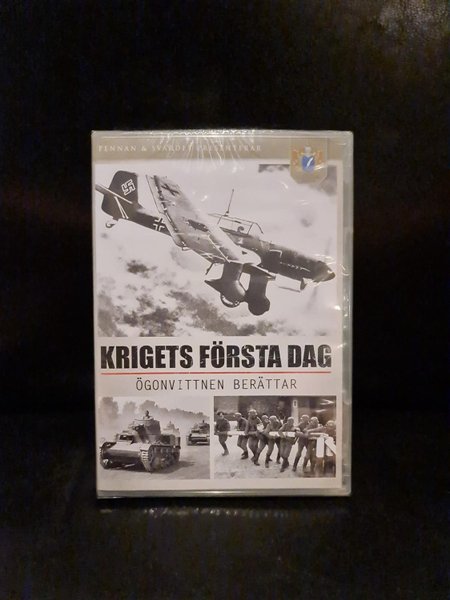 PENNAN & SVÄRDET PRESENTERAR
KRIGETS FÖRSTA DAG
ÖGONVITTNEN BERÄTTAR